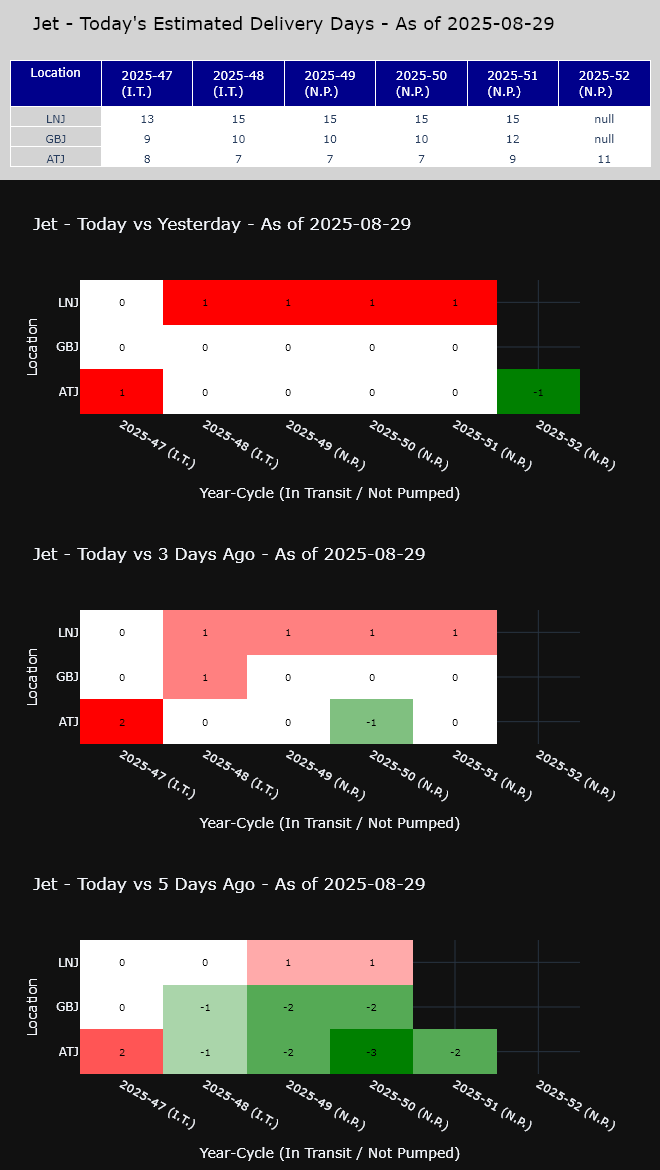 Jet - Today's Estimated Delivery Days - As of 2025-08-29
Location 2025-47 (I.T.) 2025-48 (I.T.) 2025-49 (N.P.) 2025-50 (N.P.) 2025-51 (N.P.) 2025-52 (N.P.)
LNJ 13 15 15 15 15 null
GBJ 9 10 10 10 12 null
ATJ 8 7 7 7 9 11
Jet - Today vs Yesterday - As of 2025-08-29
Location
LNJ 0 1 1 1 1
GBJ 0 0 0 0 0
ATJ 1 0 0 0 0 -1
2025-47 (I.T.) 2025-48 (I.T.) 2025-49 (N.P.) 2025-50 (N.P.) 2025-51 (N.P.) 2025-52 (N.P.)
Year-Cycle (In Transit / Not Pumped)
Jet - Today vs 3 Days Ago - As of 2025-08-29
Location
LNJ 0 1 1 1 1
GBJ 0 1 0 0 0
ATJ 2 0 0 -1 0
2025-47 (I.T.) 2025-48 (I.T.) 2025-49 (N.P.) 2025-50 (N.P.) 2025-51 (N.P.) 2025-52 (N.P.)
Year-Cycle (In Transit / Not Pumped)
Jet - Today vs 5 Days Ago - As of 2025-08-29
Location
LNJ 0 0 1 1
GBJ 0 -1 -2 -2
ATJ 2 -1 -2 -3 -2
2025-47 (I.T.) 2025-48 (I.T.) 2025-49 (N.P.) 2025-50 (N.P.) 2025-51 (N.P.) 2025-52 (N.P.)
Year-Cycle (In Transit / Not Pumped)